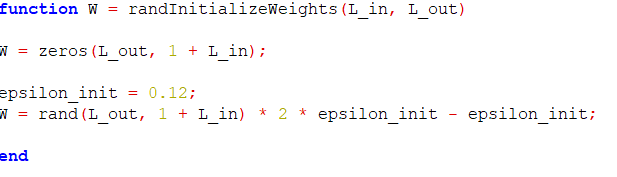 function W = randInitializeWeights(L_in, L_out)
W = zeros(L_out, 1 + L_in);
epsilon_init = 0.12;
W = rand(L_out, 1 + L_in) * 2 * epsilon_init - epsilon_init;
end